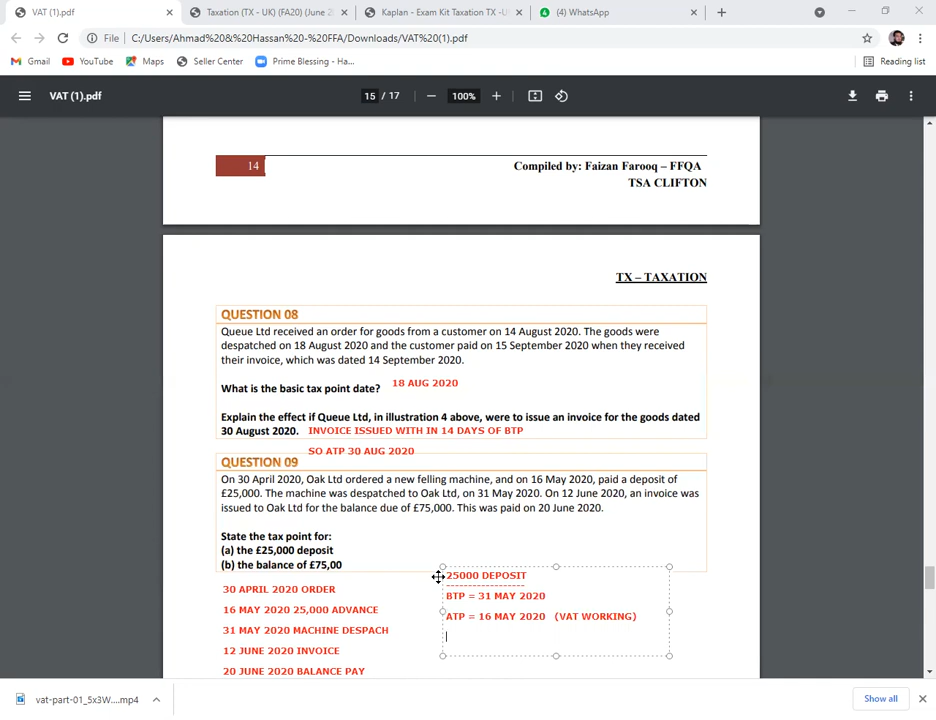 VAT (1).pdf
Taxation (TX - UK) (FA20) (June 2
Kaplan - Exam Kit Taxation TX -U
(4) WhatsApp
File
C:/Users/Ahmad%20&%20Hassan%20-%20FFA/Downloads/VAT%20(1).pdf
Gmail
YouTube
Maps
Seller Center
Prime Blessing - Ha...
Reading list
VAT (1).pdf
15 / 17
100%
14
Compiled by: Faizan Farooq – FFQA
TSA CLIFTON
TX – TAXATION
QUESTION 08
Queue Ltd received an order for goods from a customer on 14 August 2020. The goods were
despatched on 18 August 2020 and the customer paid on 15 September 2020 when they received
their invoice, which was dated 14 September 2020.
What is the basic tax point date? 18 AUG 2020
Explain the effect if Queue Ltd, in illustration 4 above, were to issue an invoice for the goods dated
30 August 2020. INVOICE ISSUED WITH IN 14 DAYS OF BTP
SO ATP 30 AUG 2020
QUESTION 09
On 30 April 2020, Oak Ltd ordered a new felling machine, and on 16 May 2020, paid a deposit of
£25,000. The machine was despatched to Oak Ltd, on 31 May 2020. On 12 June 2020, an invoice was
issued to Oak Ltd for the balance due of £75,000. This was paid on 20 June 2020.
State the tax point for:
(a) the £25,000 deposit
(b) the balance of £75,00
30 APRIL 2020 ORDER
16 MAY 2020 25,000 ADVANCE
31 MAY 2020 MACHINE DESPACH
12 JUNE 2020 INVOICE
20 JUNE 2020 BALANCE PAY
25000 DEPOSIT
--------------------
BTP = 31 MAY 2020
ATP = 16 MAY 2020 (VAT WORKING)
vat-part-01_5x3W....mp4
Show all